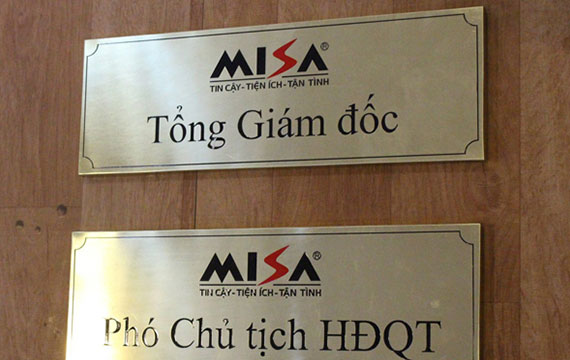 MISA®
TIN CẬY-TIỆN ÍCH-TẬN TÌNH
Tổng Giám đốc
MISA®
TIN CẬY-TIỆN ÍCH-TẬN TÌNH
Phó Chủ tịch HĐQT